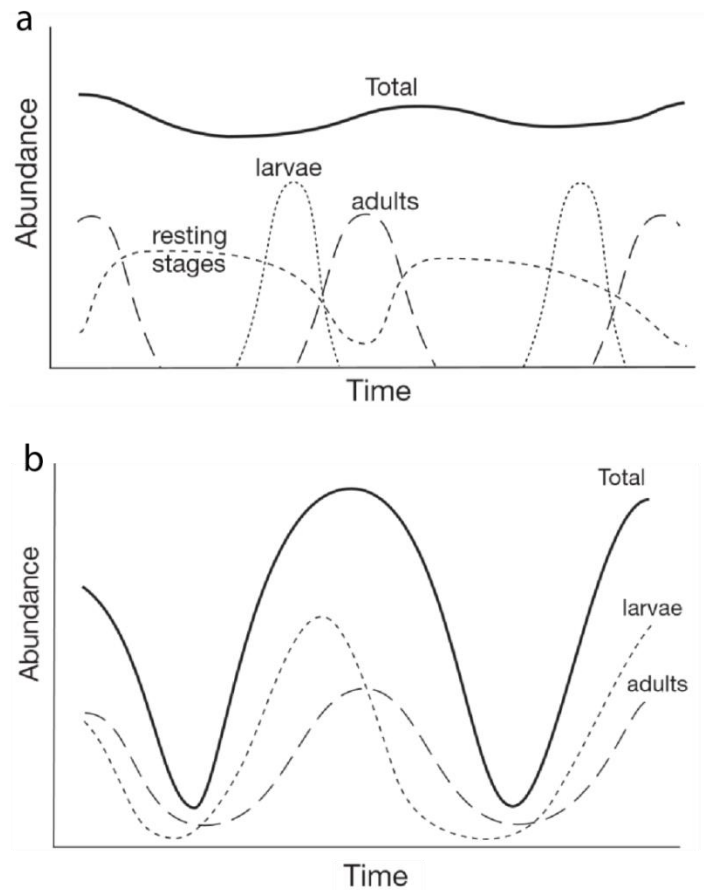 a
Abundance
Total
larvae
adults
resting
stages
Time
b
Abundance
Total
larvae
adults
Time